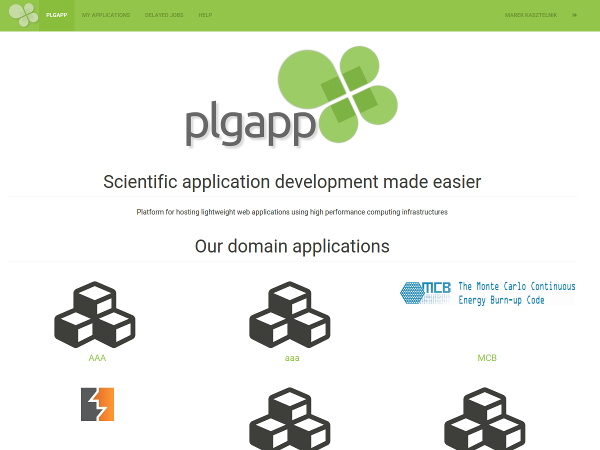 PLGAPP MY APPLICATIONS DELAYED JOBS HELP MAREK KASZTELNIK
plgapp
Scientific application development made easier
Platform for hosting lightweight web applications using high performance computing infrastructures
Our domain applications
MCB The Monte Carlo Continuous
Energy Burn-up Code
AAA aaa MCB